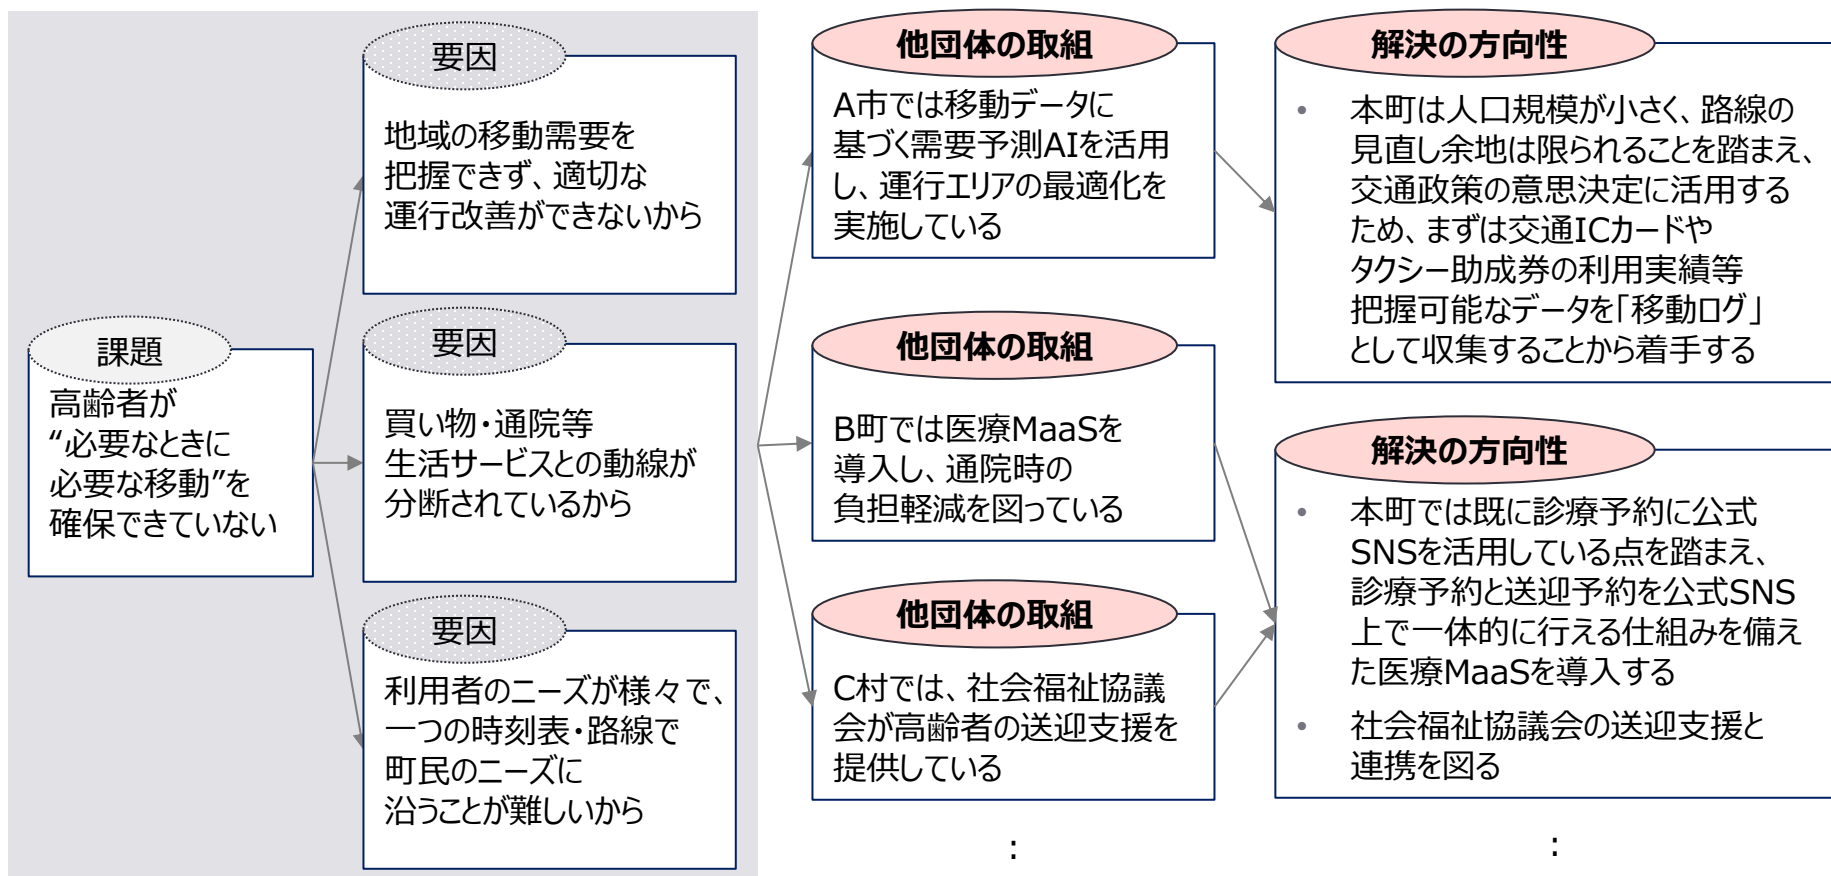 課題
高齢者が
“必要なときに
必要な移動”を
確保できていない
要因
地域の移動需要を
把握できず、適切な
運行改善ができないから
要因
買い物・通院等
生活サービスとの動線が
分断されているから
要因
利用者のニーズが様々で、
一つの時刻表・路線で
町民のニーズに
沿うことが難しいから
他団体の取組
A市では移動データに
基づく需要予測AIを活用
し、運行エリアの最適化を
実施している
他団体の取組
B町では医療MaaSを
導入し、通院時の
負担軽減を図っている
他団体の取組
C村では、社会福祉協議
会が高齢者の送迎支援を
提供している
：
解決の方向性
• 本町は人口規模が小さく、路線の
見直し余地は限られることを踏まえ、
交通政策の意思決定に活用する
ため、まずは交通ICカードや
タクシー助成券の利用実績等
把握可能なデータを「移動ログ」
として収集することから着手する
解決の方向性
• 本町では既に診療予約に公式
SNSを活用している点を踏まえ、
診療予約と送迎予約を公式SNS
上で一体的に行える仕組みを備え
た医療MaaSを導入する
• 社会福祉協議会の送迎支援と
連携を図る
：